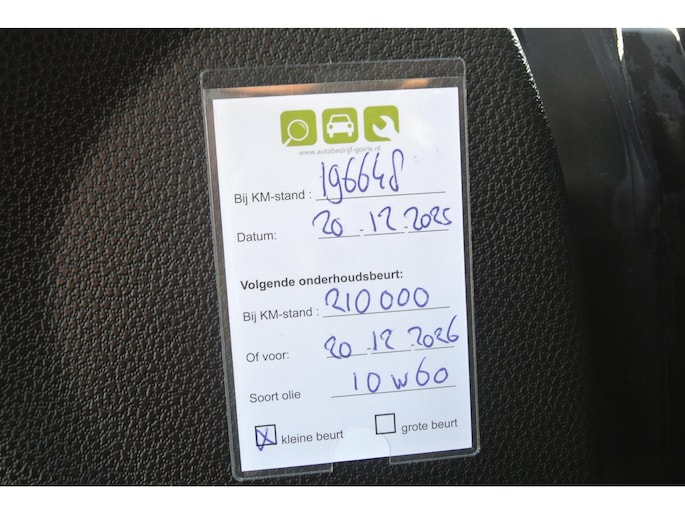 www.autobedrijf-goirle.nl
Bij KM-stand : 196648
Datum: 20-12-2025
Volgende onderhoudsbeurt:
Bij KM-stand : 210000
Of voor: 20-12-2026
Soort olie 10w60
kleine beurt grote beurt